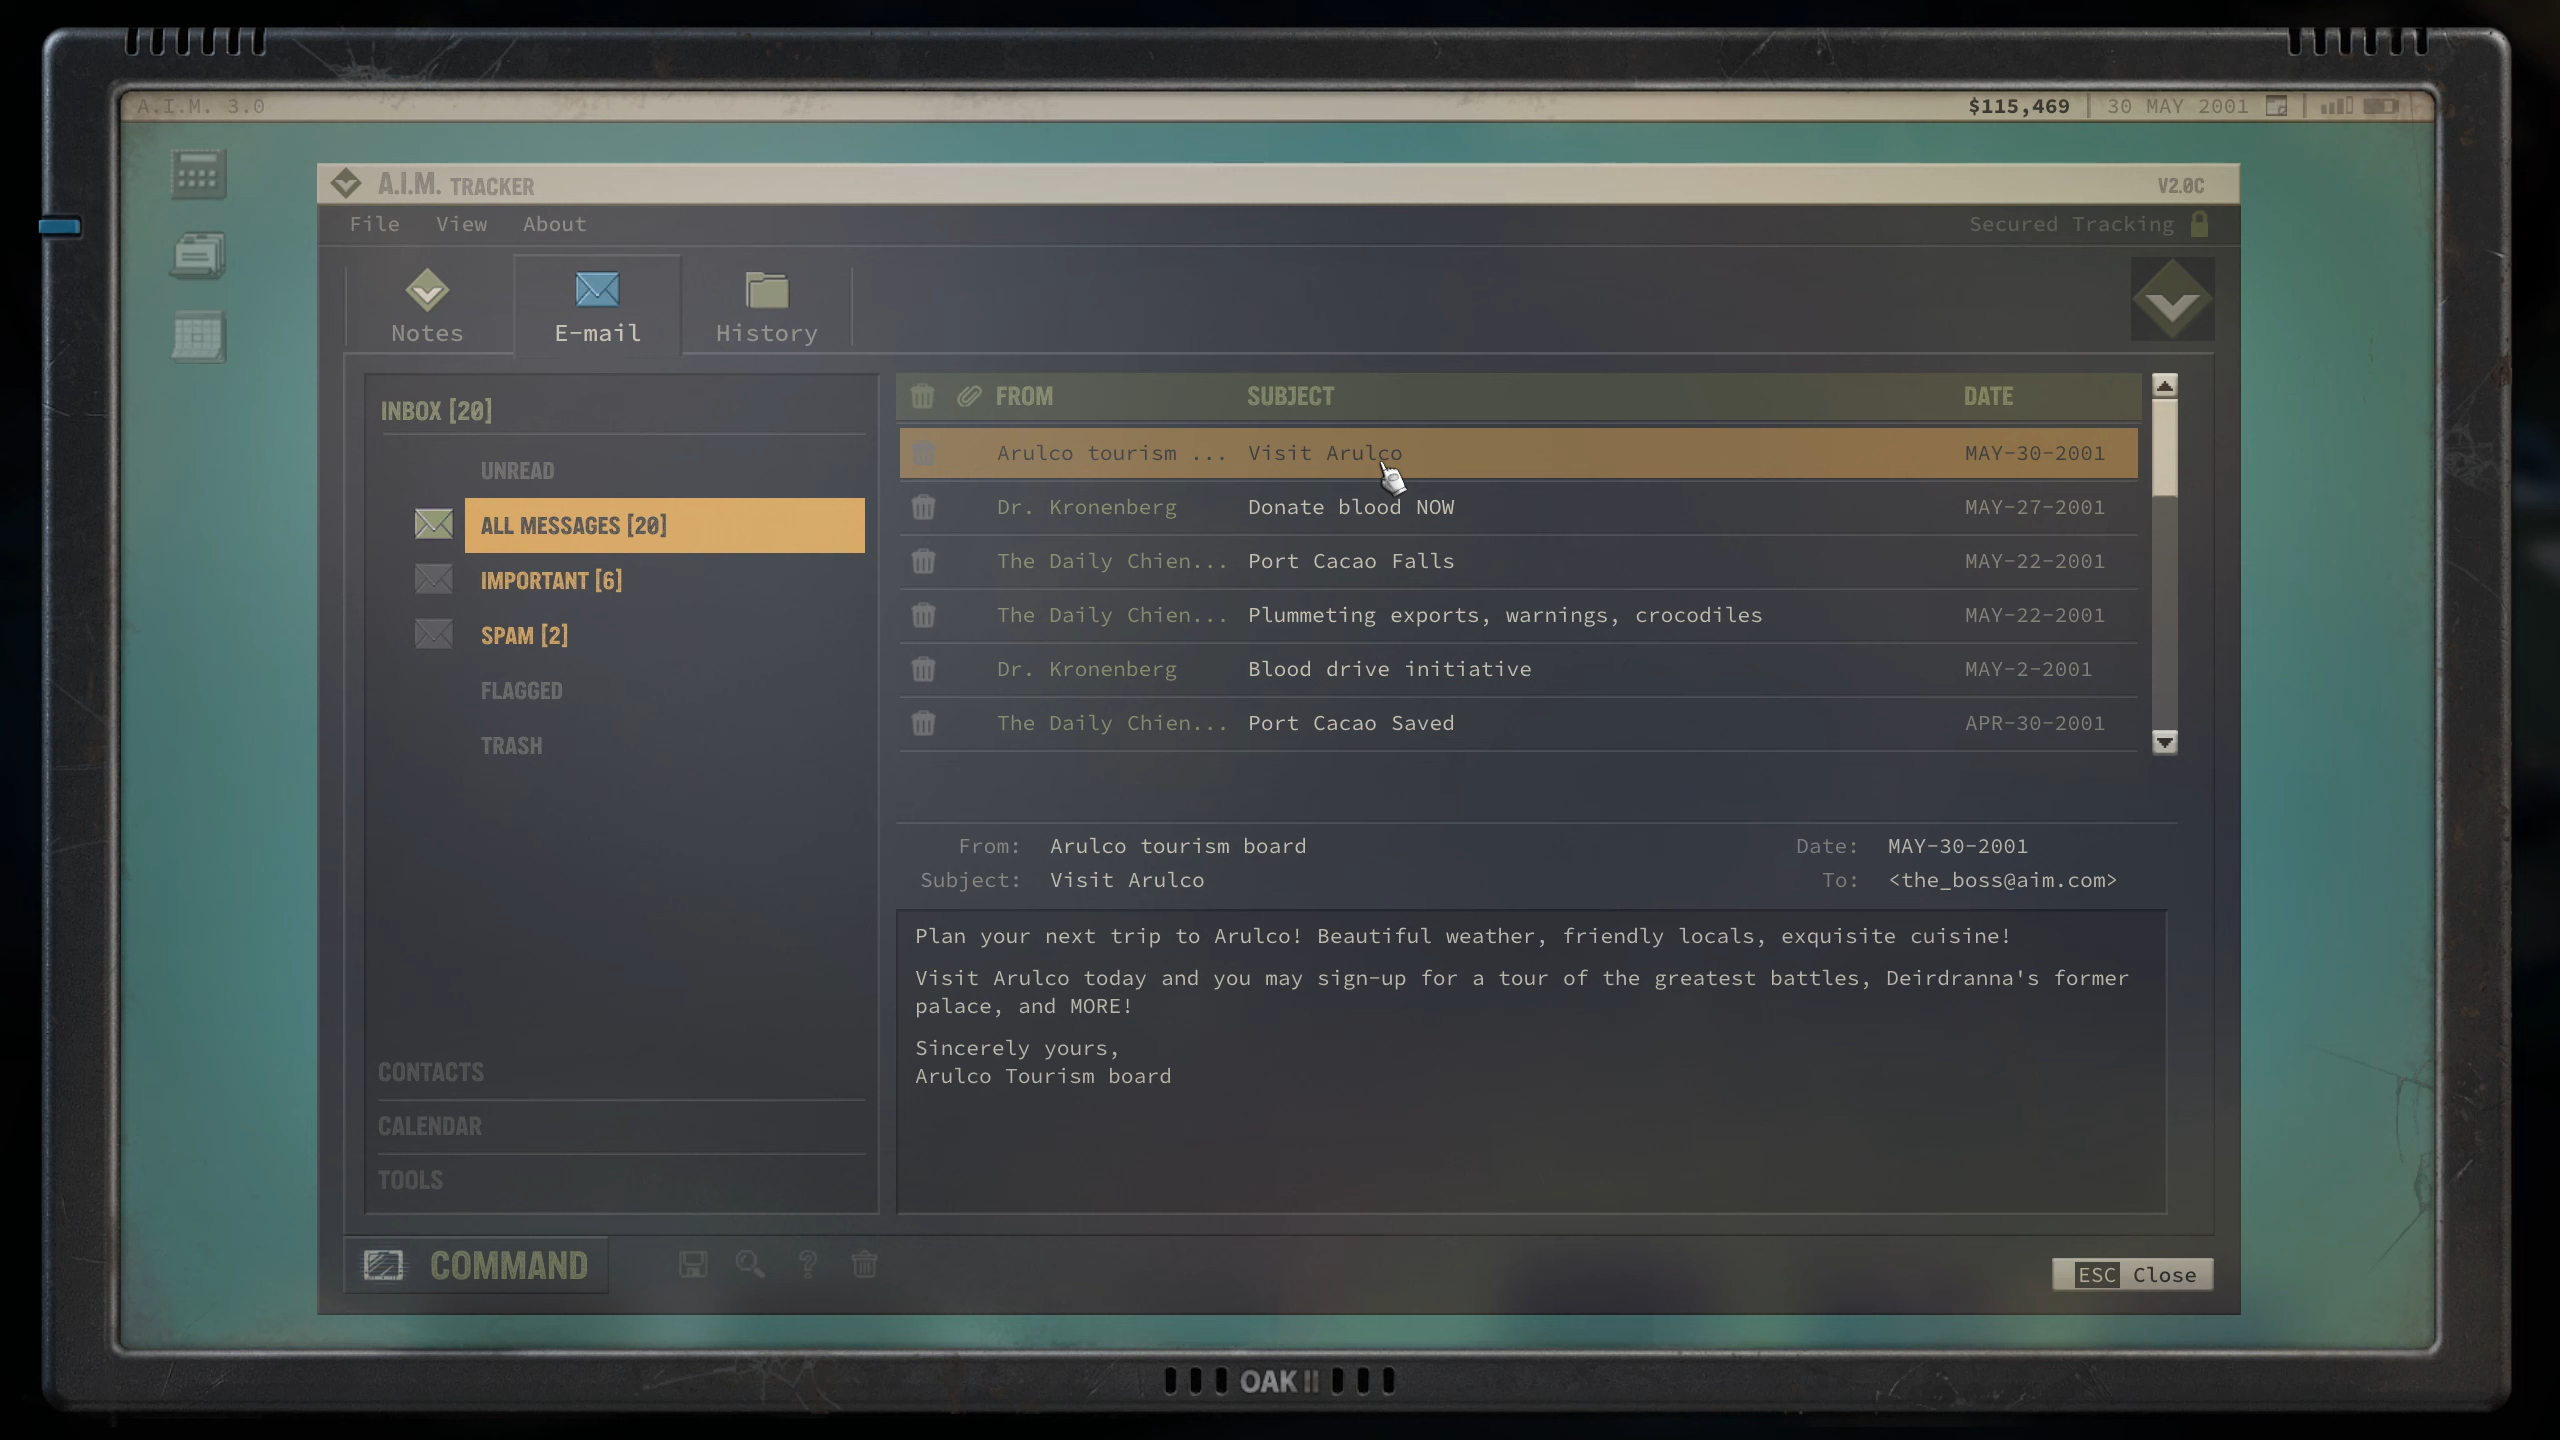 A.I.M. 3.0
$115,469 | 30 MAY 2001
A.I.M. TRACKER
V2.0C
File View About
Secured Tracking
Notes E-mail History
INBOX [20]
UNREAD
ALL MESSAGES [20]
IMPORTANT [6]
SPAM [2]
FLAGGED
TRASH
CONTACTS
CALENDAR
TOOLS
FROM SUBJECT DATE
Arulco tourism ... Visit Arulco MAY-30-2001
Dr. Kronenberg Donate blood NOW MAY-27-2001
The Daily Chien... Port Cacao Falls MAY-22-2001
The Daily Chien... Plummeting exports, warnings, crocodiles MAY-22-2001
Dr. Kronenberg Blood drive initiative MAY-2-2001
The Daily Chien... Port Cacao Saved APR-30-2001
From: Arulco tourism board Date: MAY-30-2001
Subject: Visit Arulco To: <the_boss@aim.com>
Plan your next trip to Arulco! Beautiful weather, friendly locals, exquisite cuisine!
Visit Arulco today and you may sign-up for a tour of the greatest battles, Deirdranna's former
palace, and MORE!
Sincerely yours,
Arulco Tourism board
COMMAND
ESC Close
OAK II